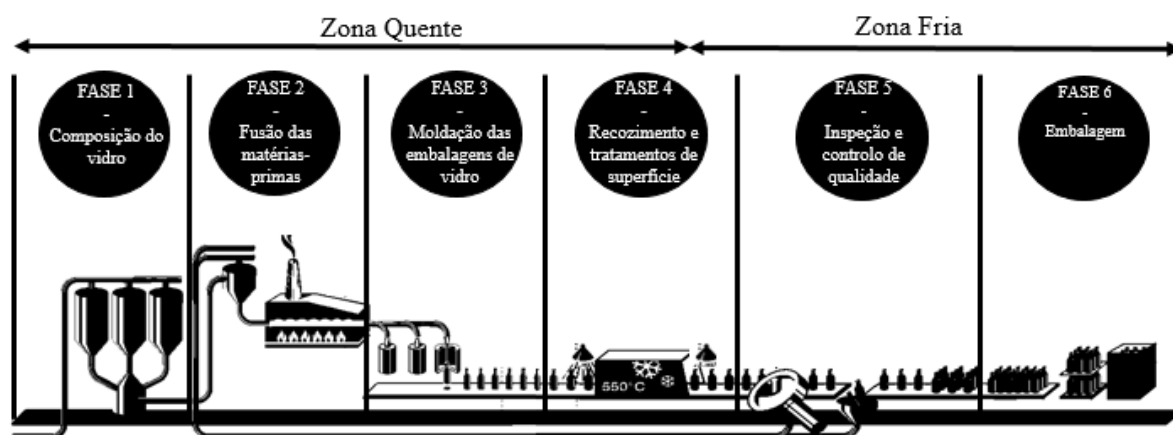 Zona Quente
Zona Fria
FASE 1
-
Composição do
vidro
FASE 2
-
Fusão das
matérias-
primas
FASE 3
-
Moldação das
embalagens de
vidro
FASE 4
-
Recozimento e
tratamentos de
superfície
FASE 5
-
Inspeção e
controlo de
qualidade
FASE 6
-
Embalagem
550°C